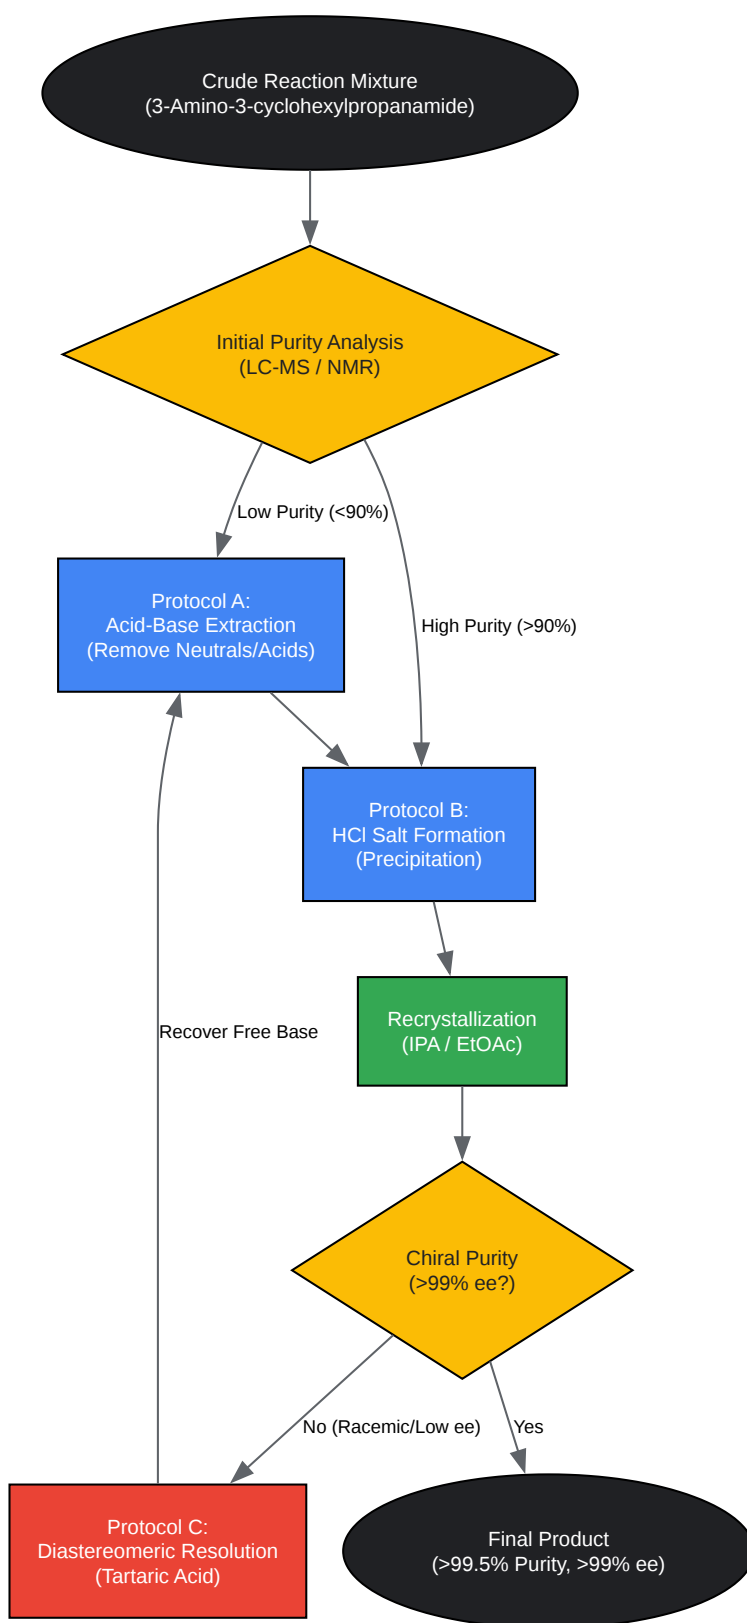 Crude Reaction Mixture
(3-Amino-3-cyclohexylpropanamide)
Initial Purity Analysis
(LC-MS / NMR)
Low Purity (<90%)
Protocol A:
Acid-Base Extraction
(Remove Neutrals/Acids)
High Purity (>90%)
Protocol B:
HCl Salt Formation
(Precipitation)
Recrystallization
(IPA / EtOAc)
Recover Free Base
Chiral Purity
(>99% ee?)
No (Racemic/Low ee)
Yes
Protocol C:
Diastereomeric Resolution
(Tartaric Acid)
Final Product
(>99.5% Purity, >99% ee)